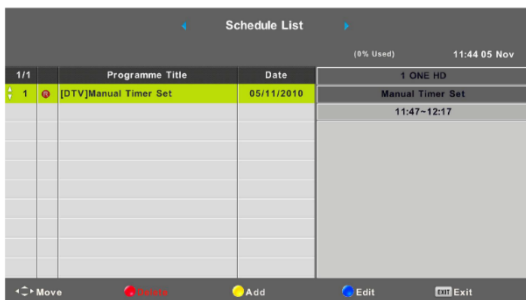 Schedule List
(0% Used) 11:44 05 Nov
1/1 Programme Title Date 1 ONE HD
1 R [DTV]Manual Timer Set 05/11/2010 Manual Timer Set
11:47~12:17
Move Delete Add Edit EXIT Exit